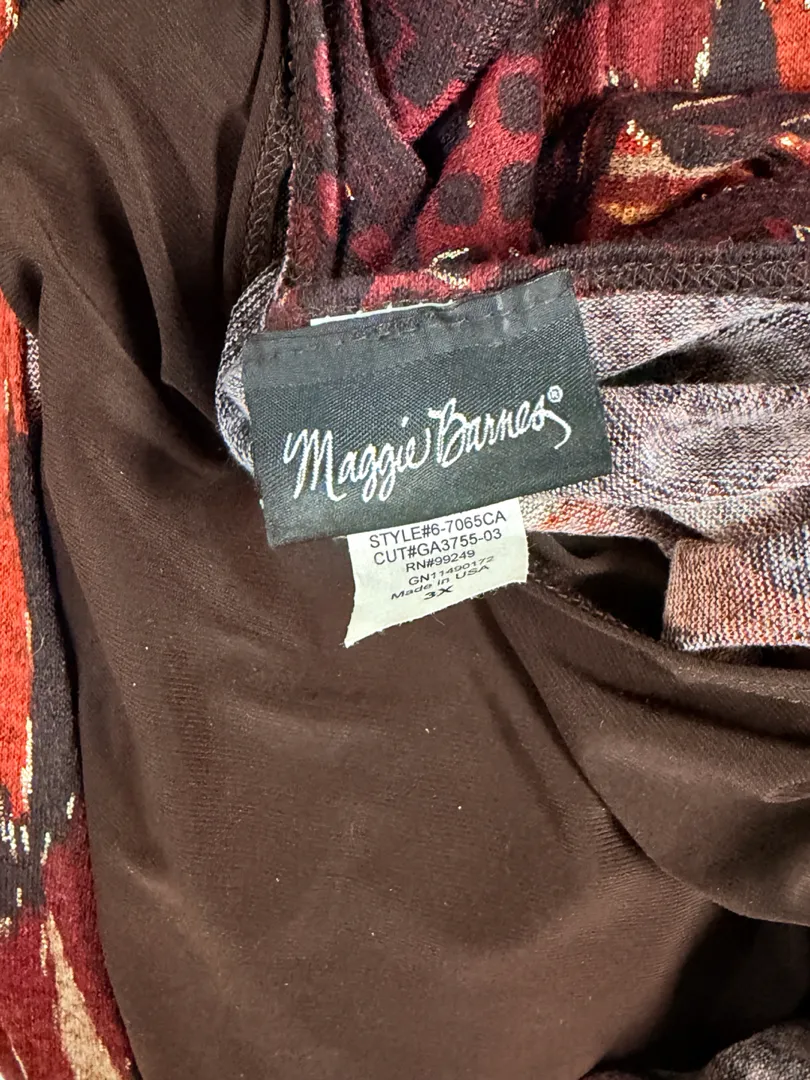 Maggie Barnes®
STYLE#6-7065CA
CUT#GA3755-03
RN#99249
GN11490172
Made in USA
3X